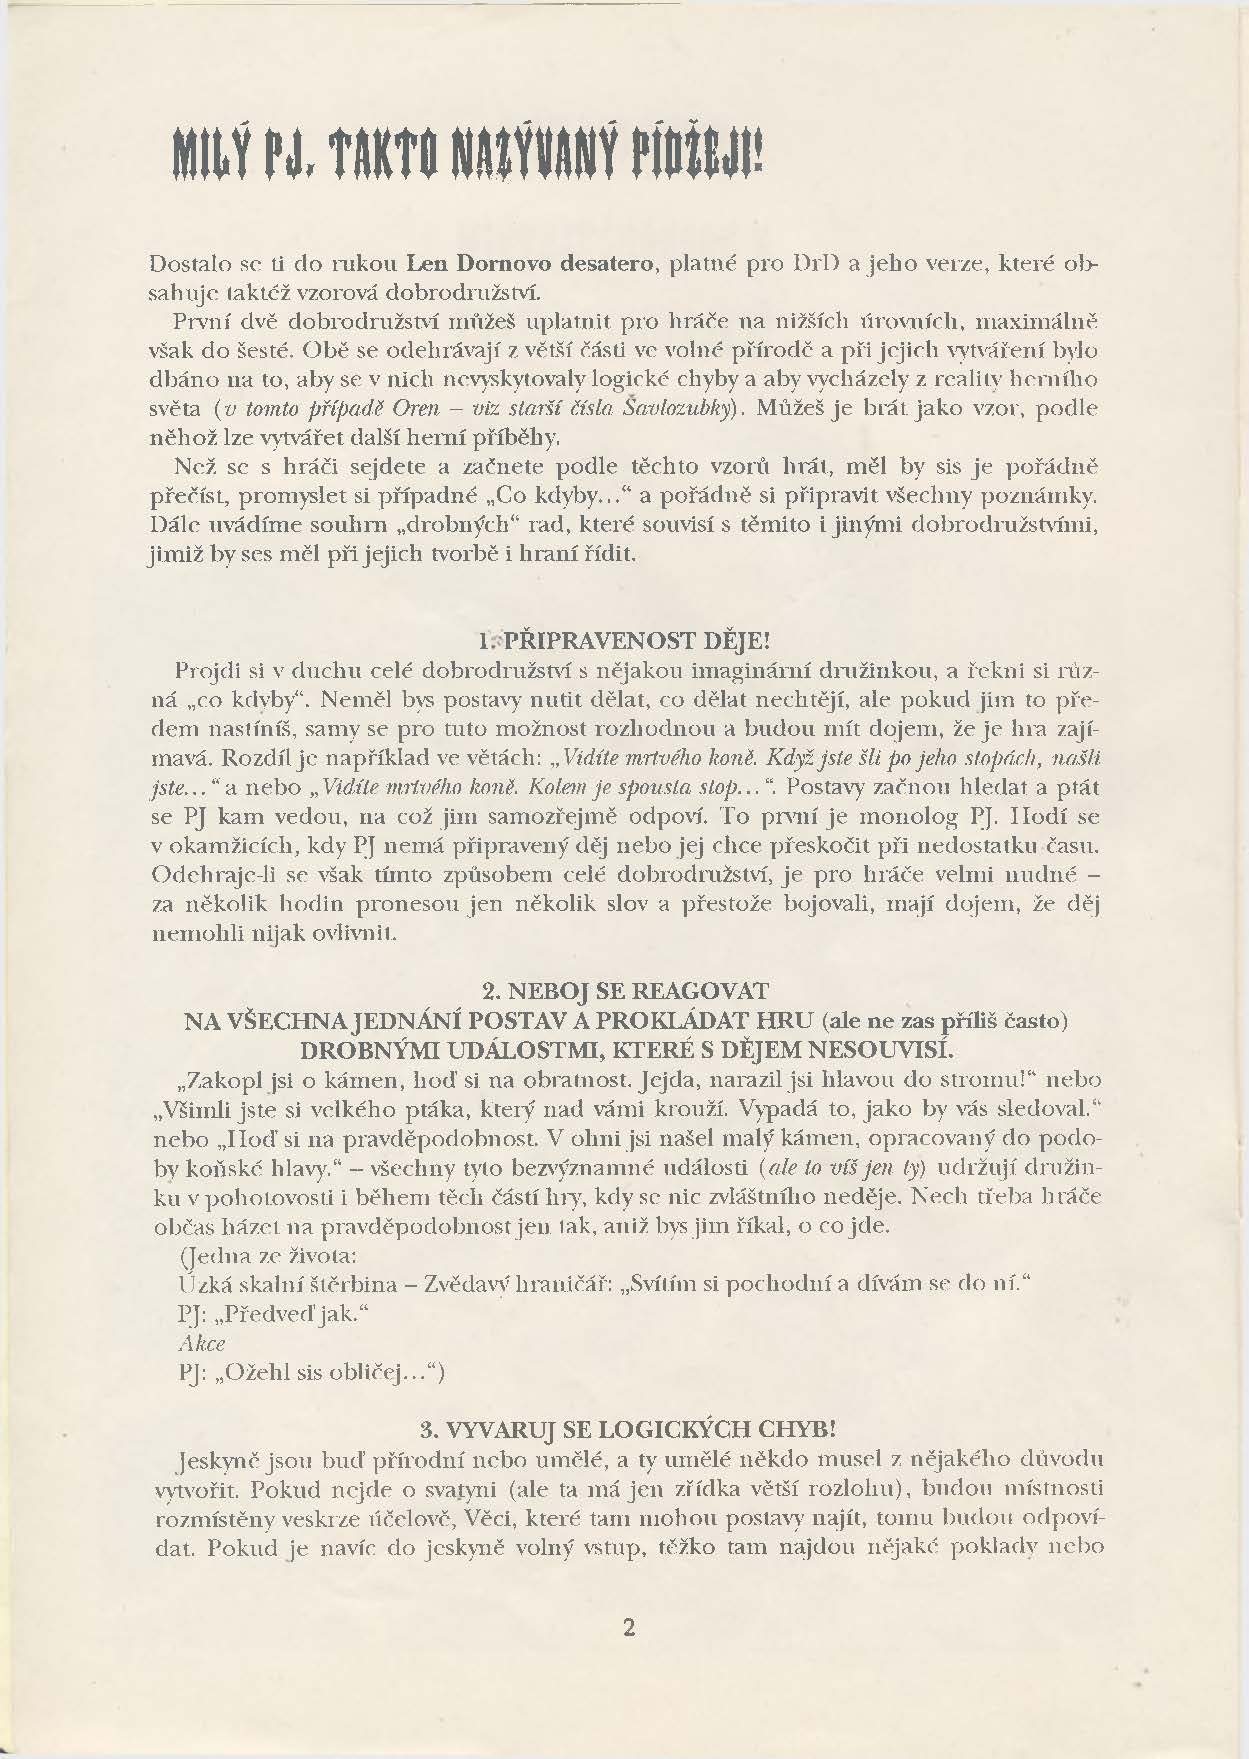 MILÝ PJ, TAKTO NAZÝVANÝ PÍDŽEJI!
Dostalo se ti do rukou Len Dornovo desatero, platné pro DrD a jeho verze, které ob-
sahuje taktéž vzorová dobrodružství.
První dvě dobrodružství můžeš uplatnit pro hráče na nižších úrovních, maximálně
však do šesté. Obě se odehrávají z větší části ve volné přírodě a při jejich vytváření bylo
dbáno na to, aby se v nich nevyskytovaly logické chyby a aby vycházely z reality herního
světa (v tomto případě Oren – viz starší čísla Šavlozubky). Můžeš je brát jako vzor, podle
něhož lze vytvářet další herní příběhy.
Než se s hráči sejdete a začnete podle těchto vzorů hrát, měl by sis je pořádně
přečíst, promyslet si případné „Co kdyby...“ a pořádně si připravit všechny poznámky.
Dále uvádíme souhrn „drobných“ rad, které souvisí s těmito i jinými dobrodružstvími,
jimiž by ses měl při jejich tvorbě i hraní řídit.
1. PŘIPRAVENOST DĚJE!
Projdi si v duchu celé dobrodružství s nějakou imaginární družinkou, a řekni si růz-
ná „co kdyby“. Neměl bys postavy nutit dělat, co dělat nechtějí, ale pokud jim to pře-
dem nastíníš, samy se pro tuto možnost rozhodnou a budou mít dojem, že je hra zají-
mavá. Rozdíl je například ve větách: „Vidíte mrtvého koně. Když jste šli po jeho stopách, našli
jste...“ a nebo „Vidíte mrtvého koně. Kolem je spousta stop...“. Postavy začnou hledat a ptát
se PJ kam vedou, na což jim samozřejmě odpoví. To první je monolog PJ. Hodí se
v okamžicích, kdy PJ nemá připravený děj nebo jej chce přeskočit při nedostatku času.
Odehraje-li se však tímto způsobem celé dobrodružství, je pro hráče velmi nudné –
za několik hodin pronesou jen několik slov a přestože bojovali, mají dojem, že děj
nemohli nijak ovlivnit.
2. NEBOJ SE REAGOVAT
NA VŠECHNA JEDNÁNÍ POSTAV A PROKLÁDAT HRU (ale ne zas příliš často)
DROBNÝMI UDÁLOSTMI, KTERÉ S DĚJEM NESOUVISÍ.
„Zakopl jsi o kámen, hoď si na obratnost. Jejda, narazil jsi hlavou do stromu!“ nebo
„Všimli jste si velkého ptáka, který nad vámi krouží. Vypadá to, jako by vás sledoval.“
nebo „Hoď si na pravděpodobnost. V ohni jsi našel malý kámen, opracovaný do podo-
by koňské hlavy.“ – všechny tyto bezvýznamné události (ale to víš jen ty) udržují družin-
ku v pohotovosti i během těch částí hry, kdy se nic zvláštního neděje. Nech třeba hráče
občas házet na pravděpodobnost jen tak, aniž bys jim říkal, o co jde.
(Jedna ze života:
Úzká skalní štěrbina – Zvědavý hraničář: „Svítím si pochodní a dívám se do ní.“
PJ: „Předveď jak.“
Akce
PJ: „Ožehl sis obličej...“)
3. VYVARUJ SE LOGICKÝCH CHYB!
Jeskyně jsou buď přírodní nebo umělé, a ty umělé někdo musel z nějakého důvodu
vytvořit. Pokud nejde o svatyni (ale ta má jen zřídka větší rozlohu), budou místnosti
rozmístěny veskrze účelově, Věci, které tam mohou postavy najít, tomu budou odpoví-
dat. Pokud je navíc do jeskyně volný vstup, těžko tam najdou nějaké poklady nebo
2